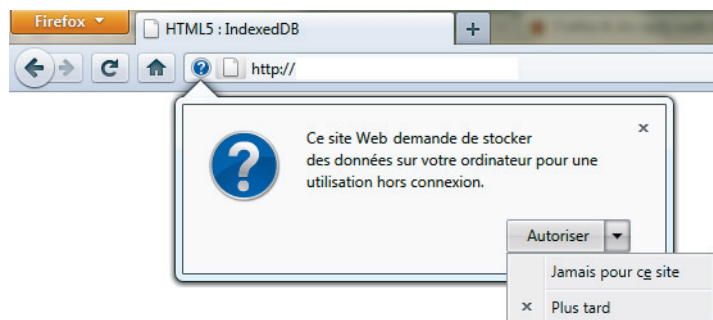 Firefox
HTML5 : IndexedDB
http://
Ce site Web demande de stocker
des données sur votre ordinateur pour une
utilisation hors connexion.
Autoriser
Jamais pour ce site
Plus tard